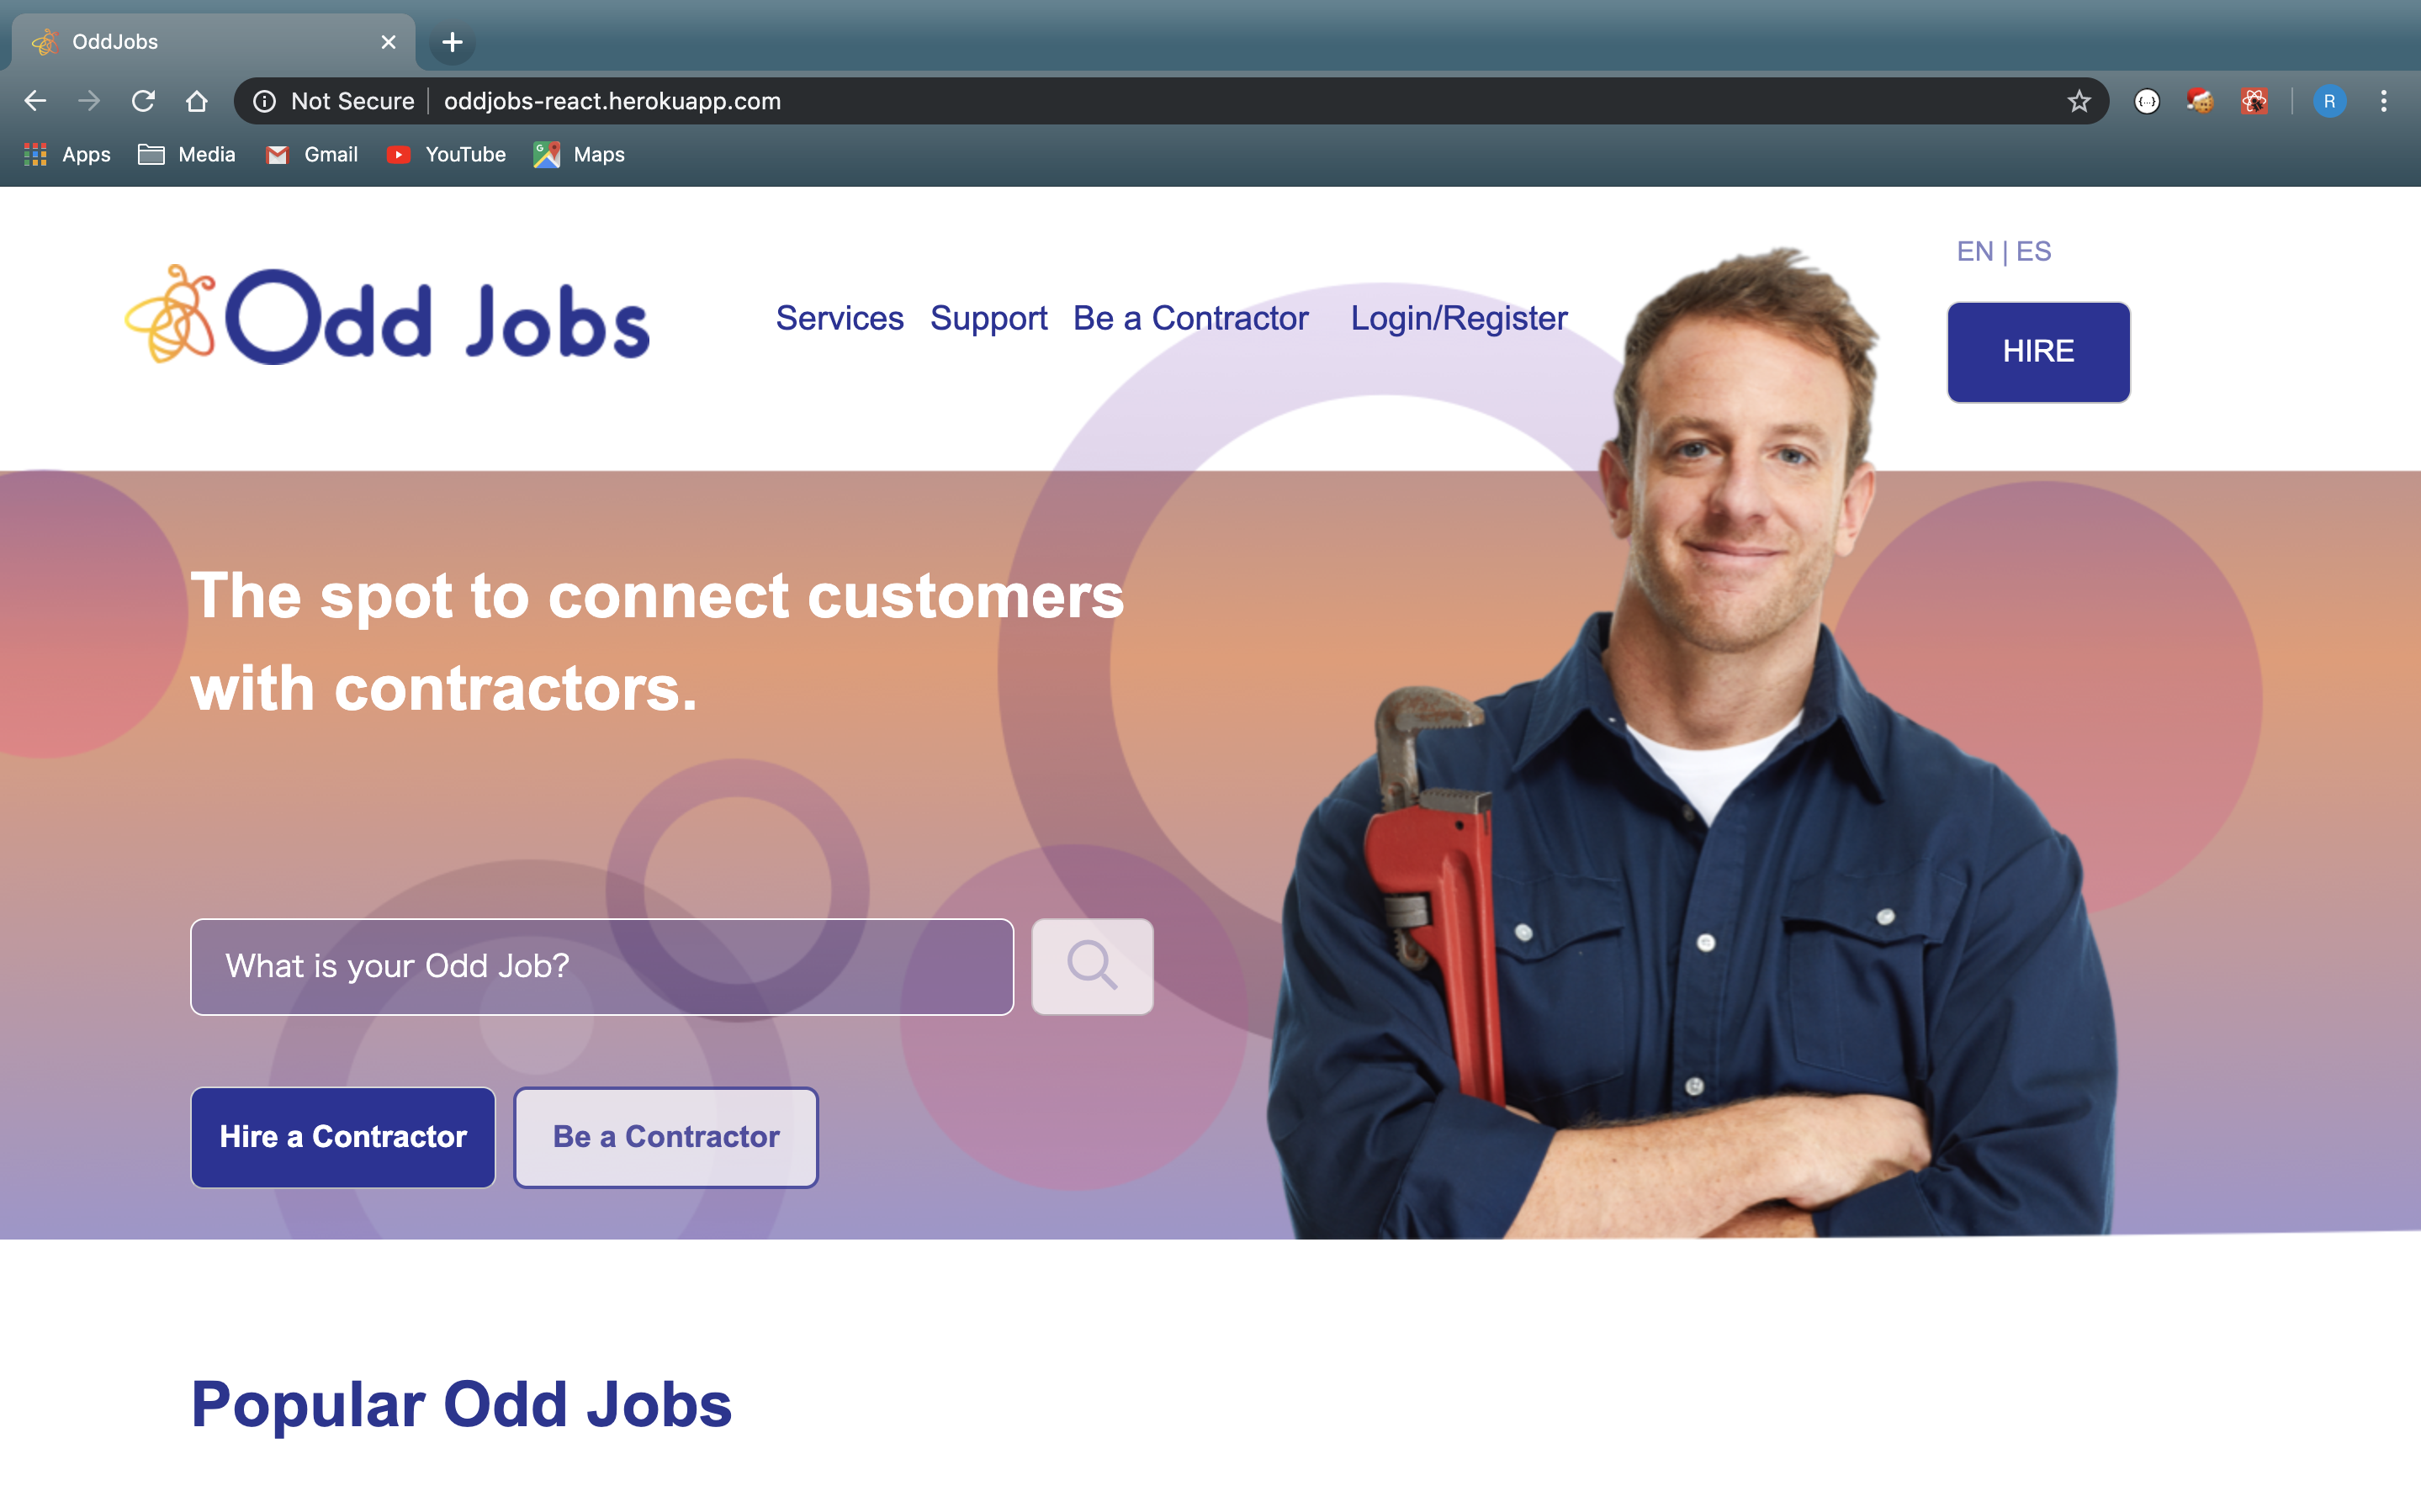 OddJobs
Not Secure oddjobs-react.herokuapp.com
R
Apps Media Gmail YouTube Maps
EN | ES
Odd Jobs
Services Support Be a Contractor Login/Register
HIRE
The spot to connect customers
with contractors.
What is your Odd Job?
Hire a Contractor Be a Contractor
Popular Odd Jobs